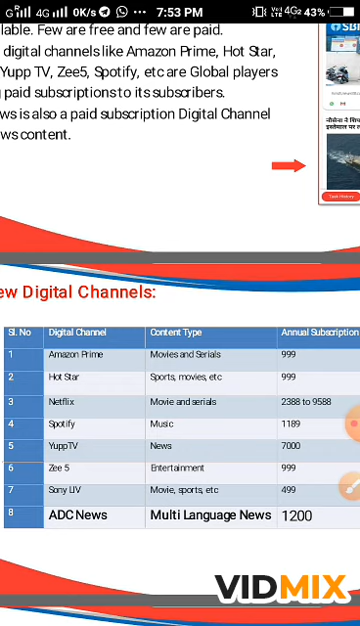 4G 4G 0K/s 7:53 PM 4G2 43%
lable. Few are free and few are paid.
digital channels like Amazon Prime, Hot Star,
Yupp TV, Zee5, Spotify, etc are Global players
paid subscriptions to its subscribers.
ws is also a paid subscription Digital Channel
ws content.
SBI
ew Digital Channels:
Sl. No Digital Channel Content Type Annual Subscription
1 Amazon Prime Movies and Serials 999
2 Hot Star Sports, movies, etc 999
3 Netflix Movie and serials 2388 to 9588
4 Spotify Music 1189
5 YuppTV News 7000
6 Zee 5 Entertainment 999
7 Sony LIV Movie, sports, etc 499
8 ADC News Multi Language News 1200
VIDMIX